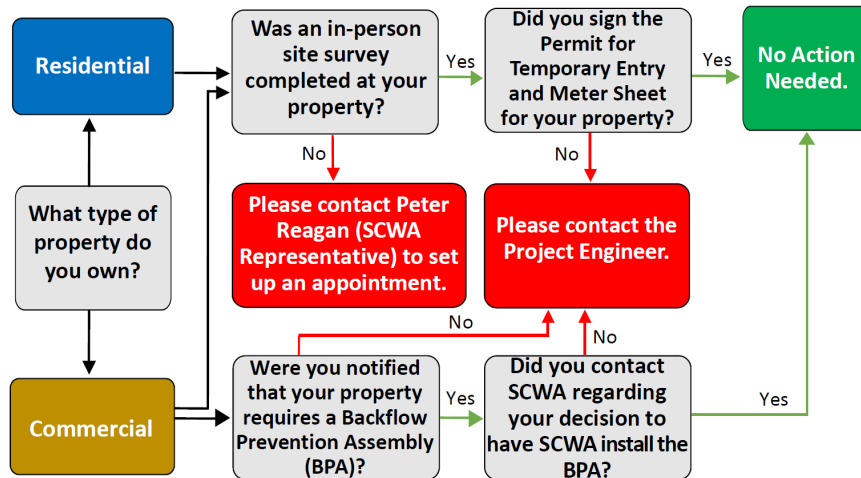 Residential
Was an in-person
site survey
completed at your
property?
Yes
Did you sign the
Permit for
Temporary Entry
and Meter Sheet
for your property?
Yes
No Action
Needed.
No
No
What type of
property do
you own?
Please contact Peter
Reagan (SCWA
Representative) to set
up an appointment.
Please contact the
Project Engineer.
No
No
Commercial
Were you notified
that your property
requires a Backflow
Prevention Assembly
(BPA)?
Yes
Did you contact
SCWA regarding
your decision to
have SCWA install the
BPA?
Yes